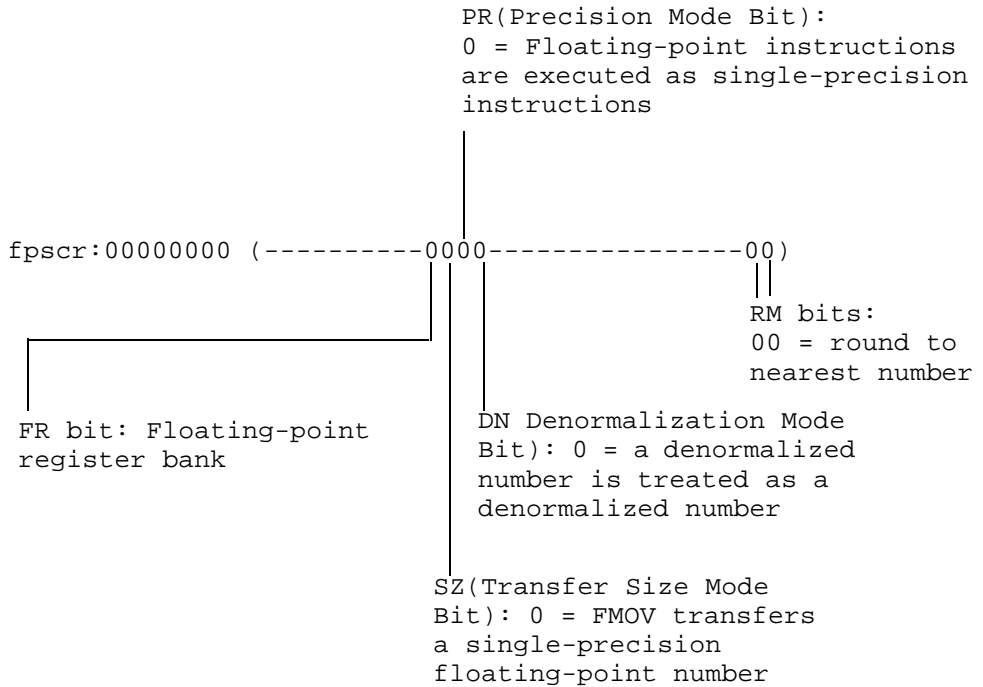 PR(Precision Mode Bit):
0 = Floating-point instructions
are executed as single-precision
instructions
fpscr:00000000 (----------0000----------------00)
RM bits:
00 = round to
nearest number
FR bit: Floating-point
register bank
DN Denormalization Mode
Bit): 0 = a denormalized
number is treated as a
denormalized number
SZ(Transfer Size Mode
Bit): 0 = FMOV transfers
a single-precision
floating-point number